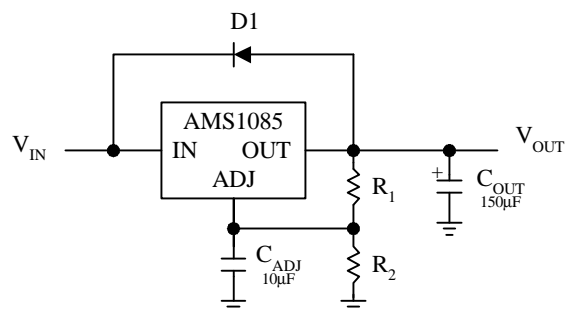 D1
AMS1085
V_IN
IN OUT
V_OUT
ADJ
R_1
+
C_OUT
150µF
C_ADJ
10µF
R_2